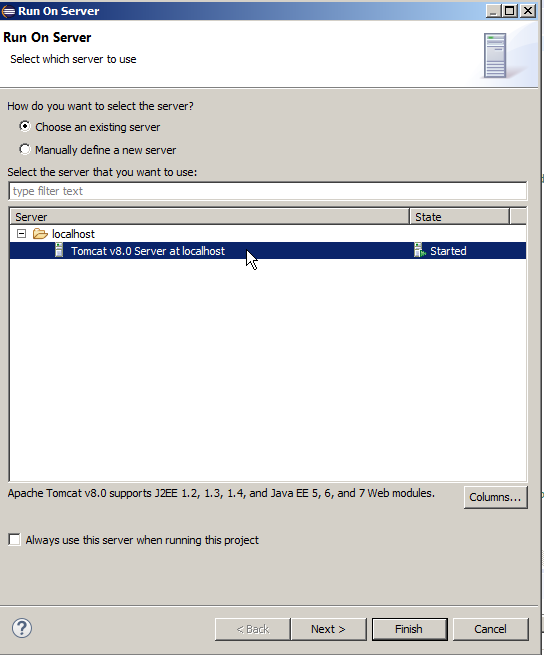 Run On Server
Run On Server
Select which server to use
How do you want to select the server?
Choose an existing server
Manually define a new server
Select the server that you want to use:
type filter text
Server State
localhost
Tomcat v8.0 Server at localhost Started
Apache Tomcat v8.0 supports J2EE 1.2, 1.3, 1.4, and Java EE 5, 6, and 7 Web modules.
Columns...
Always use this server when running this project
? < Back Next > Finish Cancel